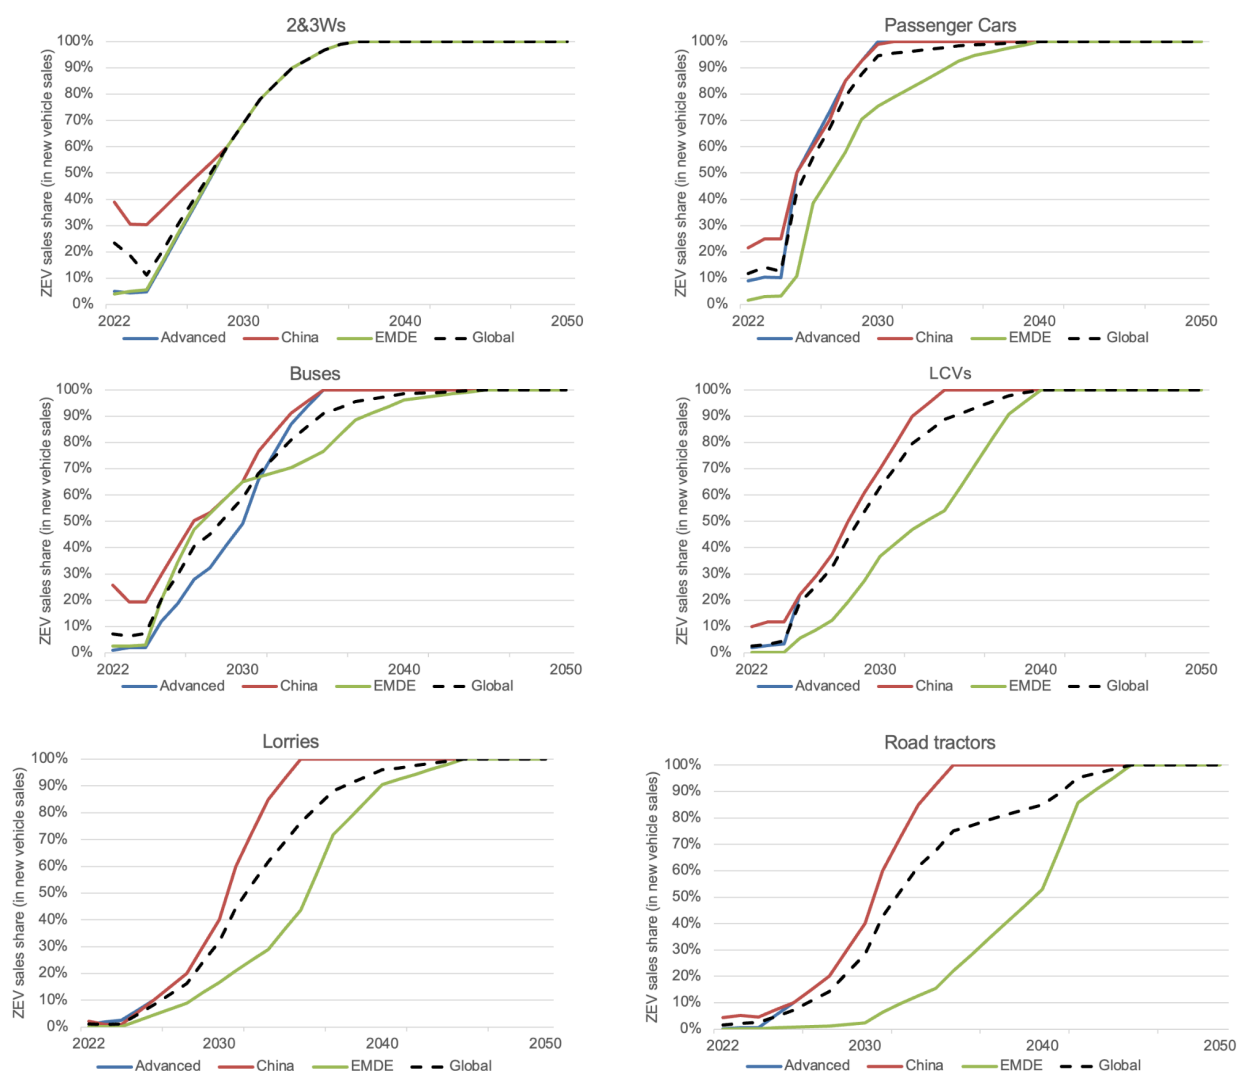 2&3Ws
ZEV sales share (in new vehicle sales)
100%
90%
80%
70%
60%
50%
40%
30%
20%
10%
0%
2022 2030 2040 2050
Advanced China EMDE Global
Passenger Cars
ZEV sales share (in new vehicle sales)
100%
90%
80%
70%
60%
50%
40%
30%
20%
10%
0%
2022 2030 2040 2050
Advanced China EMDE Global
Buses
ZEV sales share (in new vehicle sales)
100%
90%
80%
70%
60%
50%
40%
30%
20%
10%
0%
2022 2030 2040 2050
Advanced China EMDE Global
LCVs
ZEV sales share (in new vehicle sales)
100%
90%
80%
70%
60%
50%
40%
30%
20%
10%
0%
2022 2030 2040 2050
Advanced China EMDE Global
Lorries
ZEV sales share (in new vehicle sales)
100%
90%
80%
70%
60%
50%
40%
30%
20%
10%
0%
2022 2030 2040 2050
Advanced China EMDE Global
Road tractors
ZEV sales share (in new vehicle sales)
100%
90%
80%
70%
60%
50%
40%
30%
20%
10%
0%
2022 2030 2040 2050
Advanced China EMDE Global